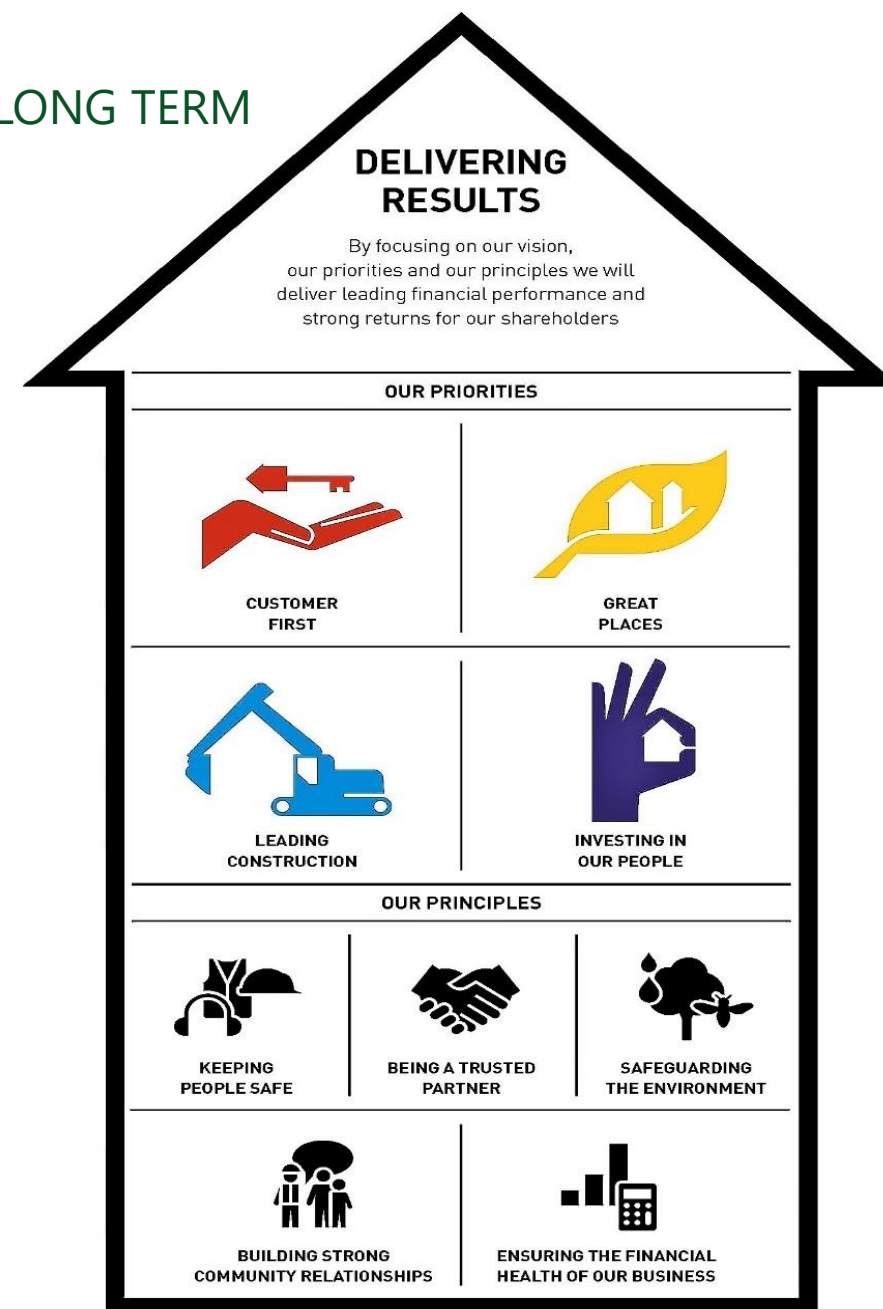 LONG TERM
DELIVERING
RESULTS
By focusing on our vision,
our priorities and our principles we will
deliver leading financial performance and
strong returns for our shareholders
OUR PRIORITIES
CUSTOMER
FIRST
GREAT
PLACES
LEADING
CONSTRUCTION
INVESTING IN
OUR PEOPLE
OUR PRINCIPLES
KEEPING
PEOPLE SAFE
BEING A TRUSTED
PARTNER
SAFEGUARDING
THE ENVIRONMENT
BUILDING STRONG
COMMUNITY RELATIONSHIPS
ENSURING THE FINANCIAL
HEALTH OF OUR BUSINESS